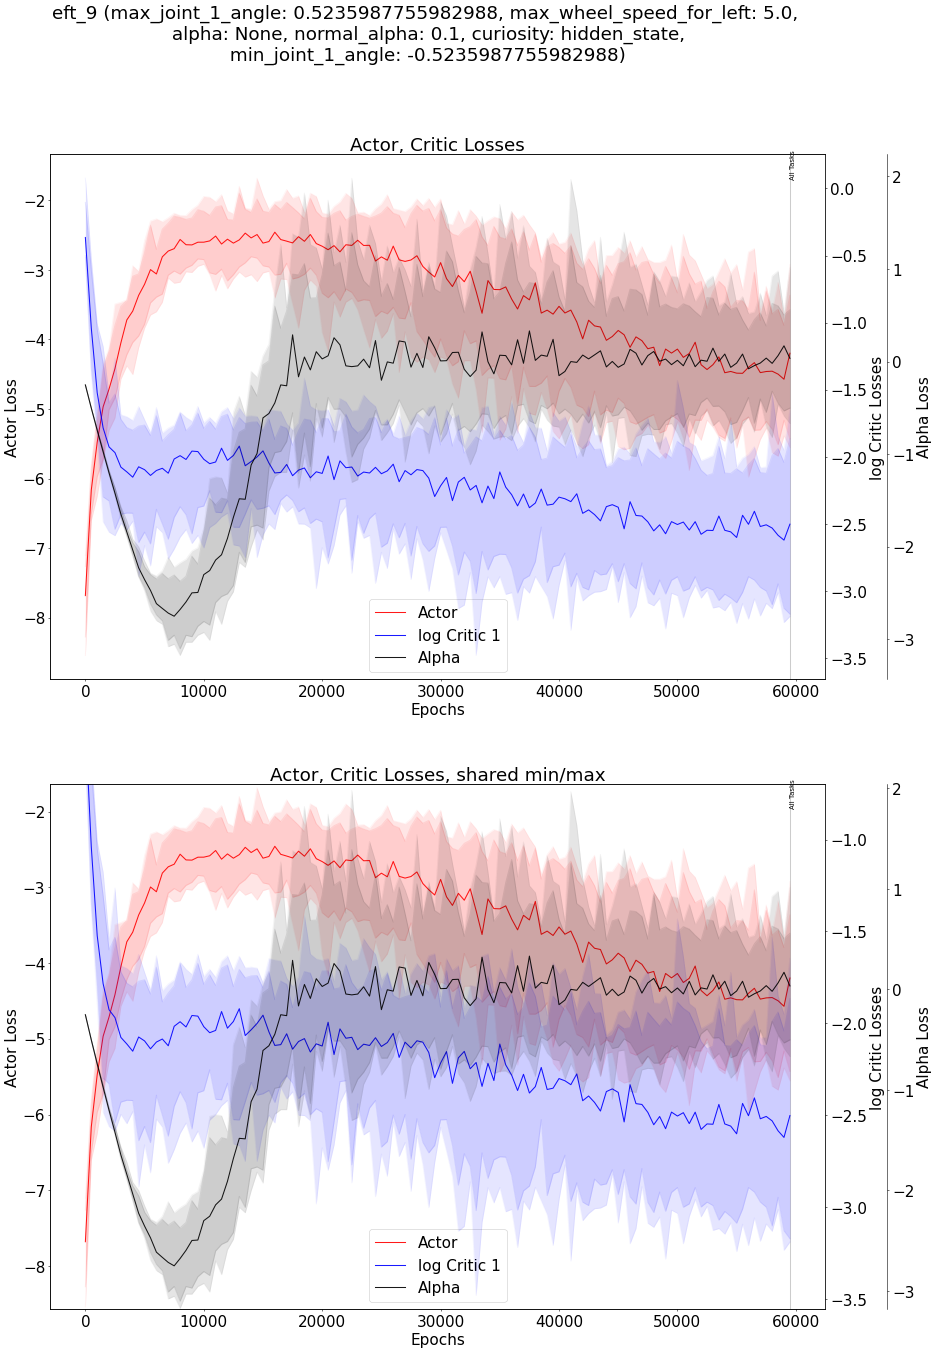 eft_9 (max_joint_1_angle: 0.5235987755982988, max_wheel_speed_for_left: 5.0,
alpha: None, normal_alpha: 0.1, curiosity: hidden_state,
min_joint_1_angle: -0.5235987755982988)
Actor, Critic Losses
All Tasks
Actor Loss
−2
−3
−4
−5
−6
−7
−8
0.0
−0.5
−1.0
−1.5
−2.0
−2.5
−3.0
−3.5
log Critic Losses
2
1
0
−1
−2
−3
Alpha Loss
Actor
log Critic 1
Alpha
0 10000 20000 30000 40000 50000 60000
Epochs
Actor, Critic Losses, shared min/max
All Tasks
Actor Loss
−2
−3
−4
−5
−6
−7
−8
−1.0
−1.5
−2.0
−2.5
−3.0
−3.5
log Critic Losses
2
1
0
−1
−2
−3
Alpha Loss
Actor
log Critic 1
Alpha
0 10000 20000 30000 40000 50000 60000
Epochs